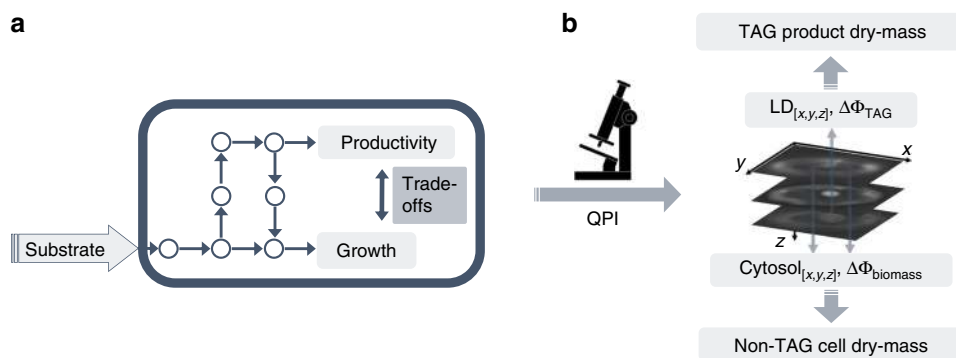 a
Productivity
Trade-
offs
Substrate
Growth
b
TAG product dry-mass
LD[x,y,z], ΔΦTAG
x
y
z
QPI
Cytosol[x,y,z], ΔΦbiomass
Non-TAG cell dry-mass